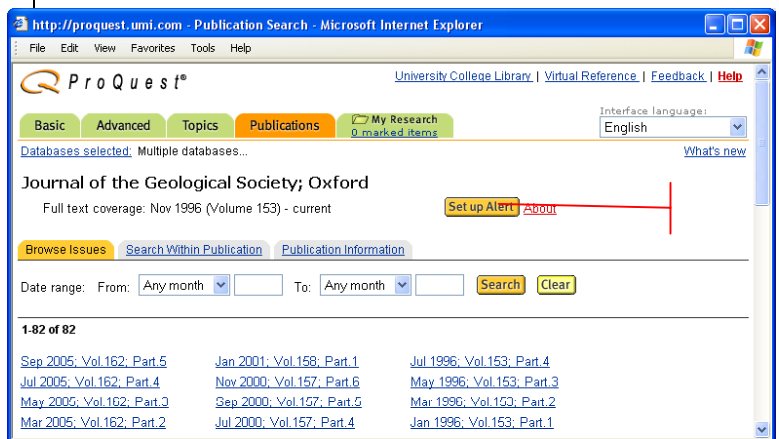 http://proquest.umi.com - Publication Search - Microsoft Internet Explorer
File Edit View Favorites Tools Help
ProQuest® University College Library | Virtual Reference | Feedback | Help
Interface language:
Basic Advanced Topics Publications My Research
0 marked items English
Databases selected: Multiple databases... What's new
Journal of the Geological Society; Oxford
Full text coverage: Nov 1996 (Volume 153) - current Set up Alert About
Browse Issues Search Within Publication Publication Information
Date range: From: Any month To: Any month Search Clear
1-82 of 82
Sep 2005; Vol.162; Part.5 Jan 2001; Vol.158; Part.1 Jul 1996; Vol.153; Part.4
Jul 2005; Vol.162; Part.4 Nov 2000; Vol.157; Part.6 May 1996; Vol.153; Part.3
May 2005; Vol.162; Part.3 Sep 2000; Vol.157; Part.5 Mar 1996; Vol.153; Part.2
Mar 2005; Vol.162; Part.2 Jul 2000; Vol.157; Part.4 Jan 1996; Vol.153; Part.1